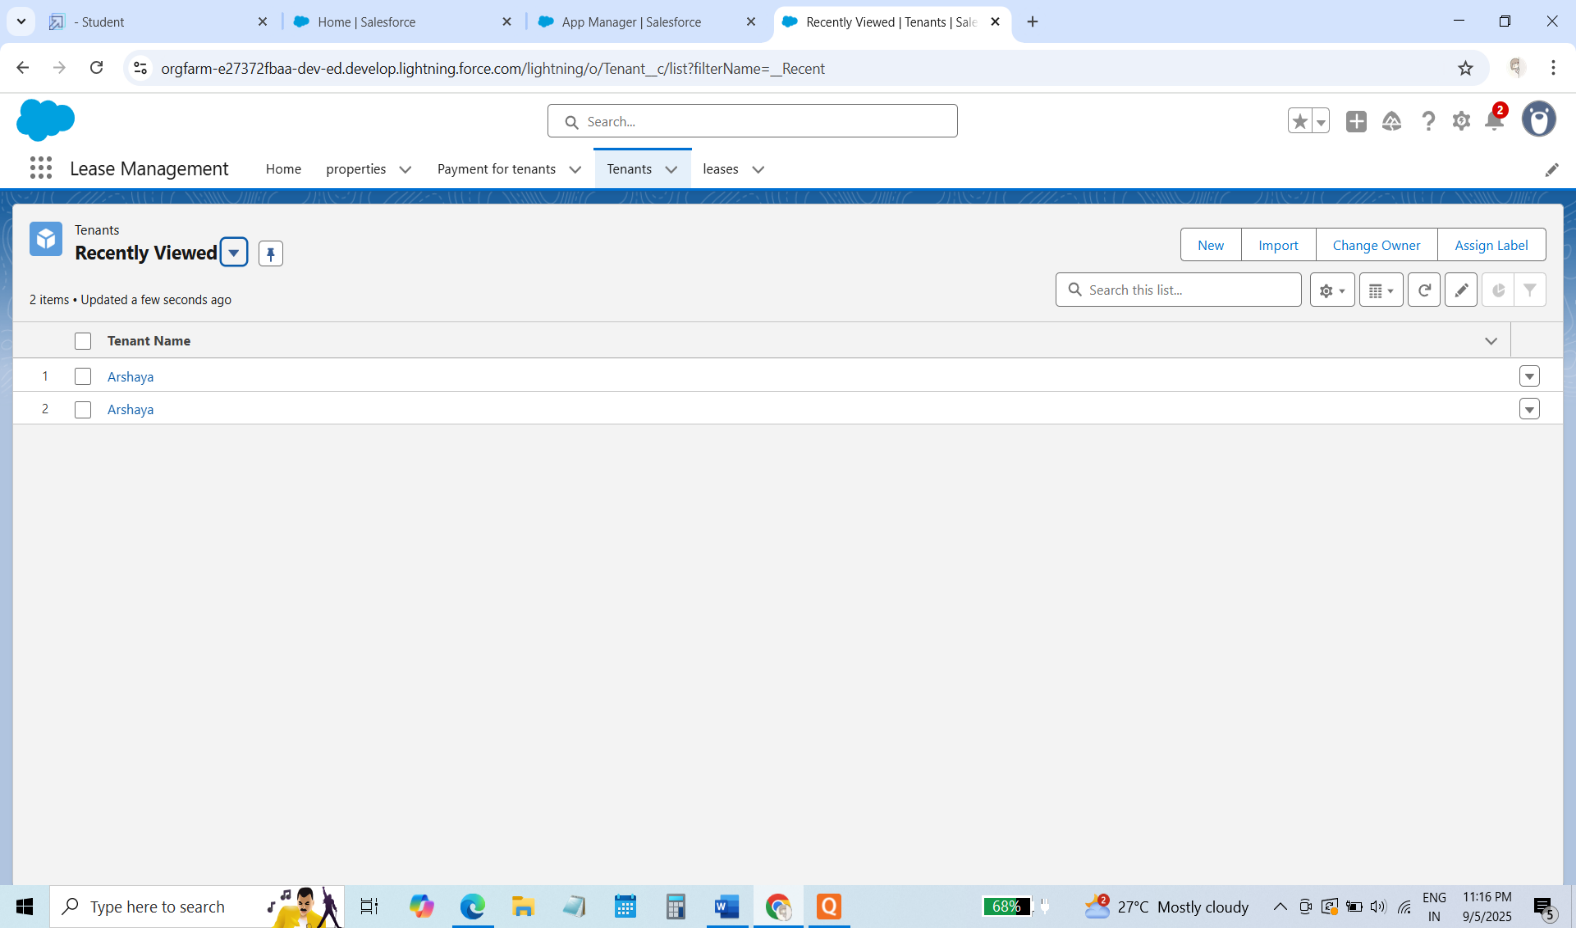 - Student
Home | Salesforce
App Manager | Salesforce
Recently Viewed | Tenants | Sale
orgfarm-e27372fbaa-dev-ed.develop.lightning.force.com/lightning/o/Tenant__c/list?filterName=__Recent
Search...
2
Lease Management
Home
properties
Payment for tenants
Tenants
leases
Tenants
Recently Viewed
New
Import
Change Owner
Assign Label
2 items • Updated a few seconds ago
Search this list...
Tenant Name
1 Arshaya
2 Arshaya
Type here to search
68%
2
27°C Mostly cloudy
ENG
IN
11:16 PM
9/5/2025
5